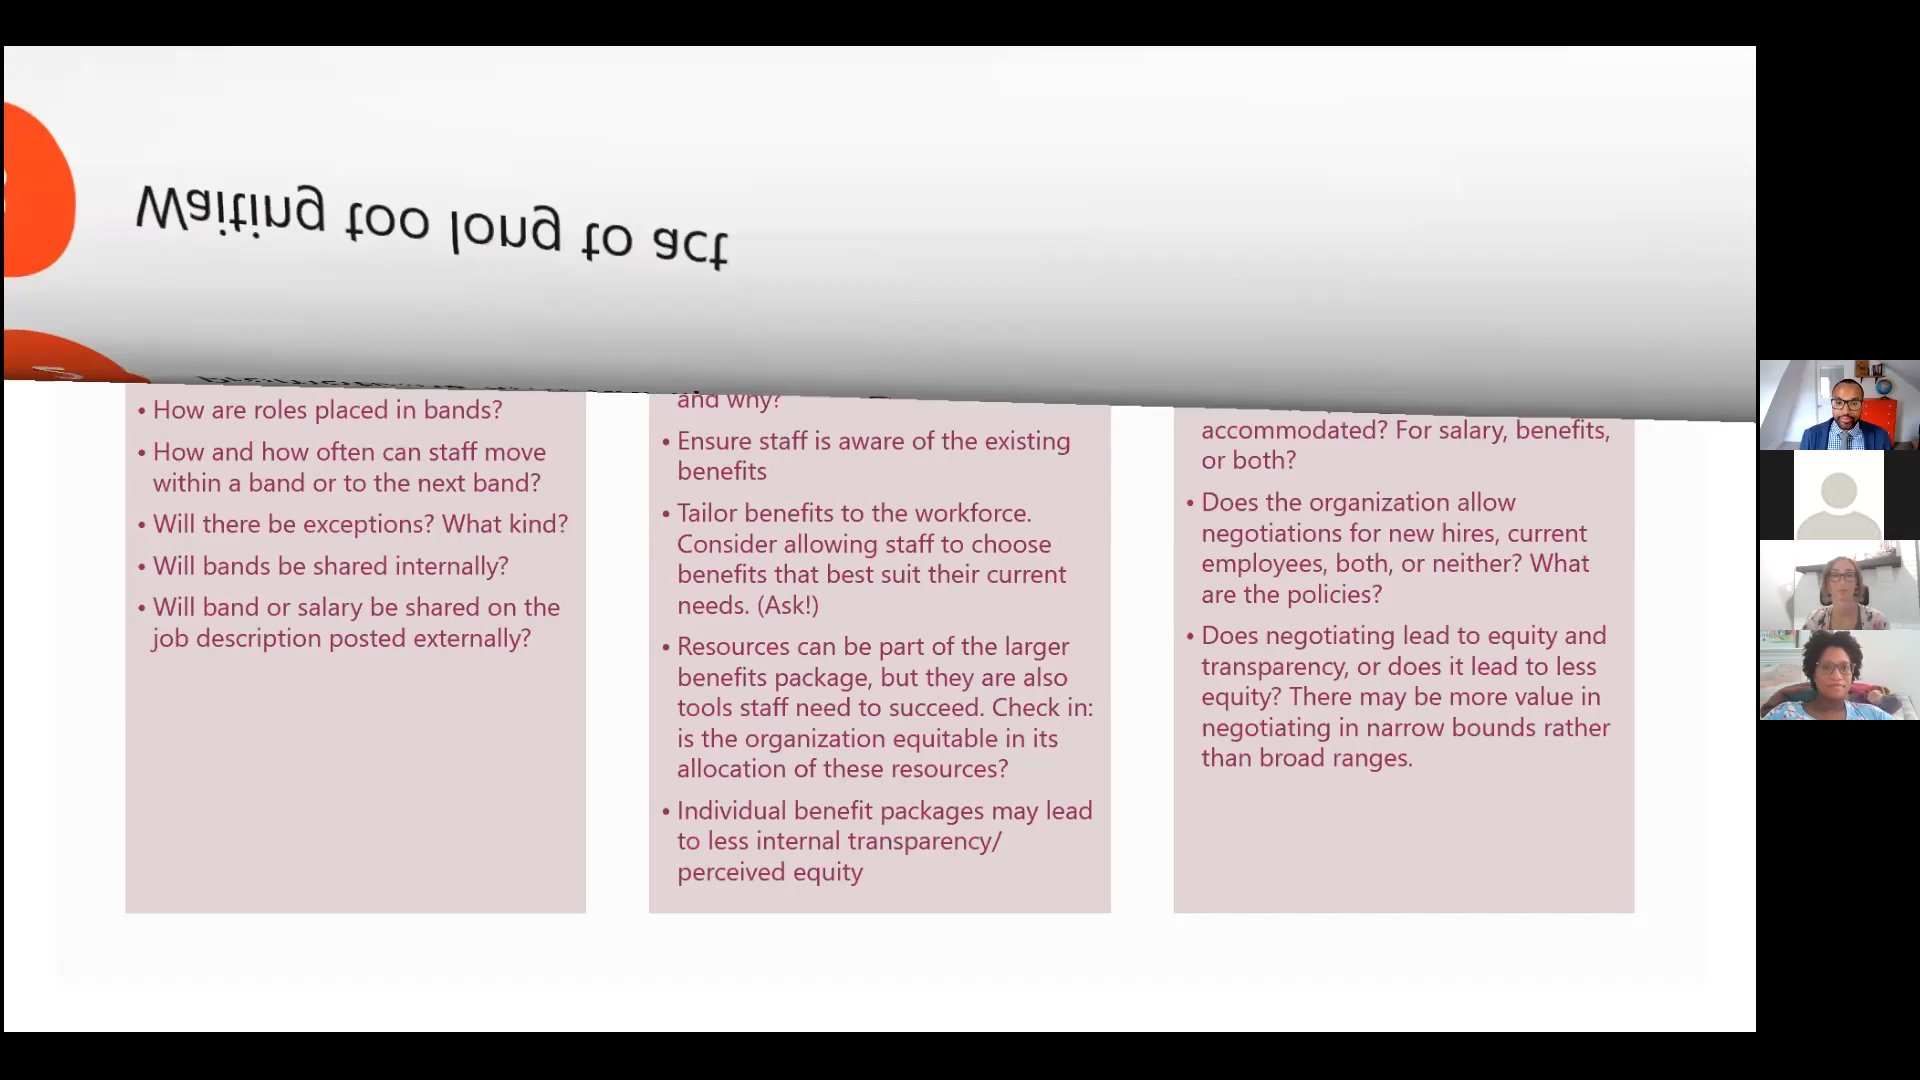 Waiting too long to act
• How are roles placed in bands?
• How and how often can staff move
within a band or to the next band?
• Will there be exceptions? What kind?
• Will bands be shared internally?
• Will band or salary be shared on the
job description posted externally?
and why?
• Ensure staff is aware of the existing
benefits
• Tailor benefits to the workforce.
Consider allowing staff to choose
benefits that best suit their current
needs. (Ask!)
• Resources can be part of the larger
benefits package, but they are also
tools staff need to succeed. Check in:
is the organization equitable in its
allocation of these resources?
• Individual benefit packages may lead
to less internal transparency/
perceived equity
accommodated? For salary, benefits,
or both?
• Does the organization allow
negotiations for new hires, current
employees, both, or neither? What
are the policies?
• Does negotiating lead to equity and
transparency, or does it lead to less
equity? There may be more value in
negotiating in narrow bounds rather
than broad ranges.